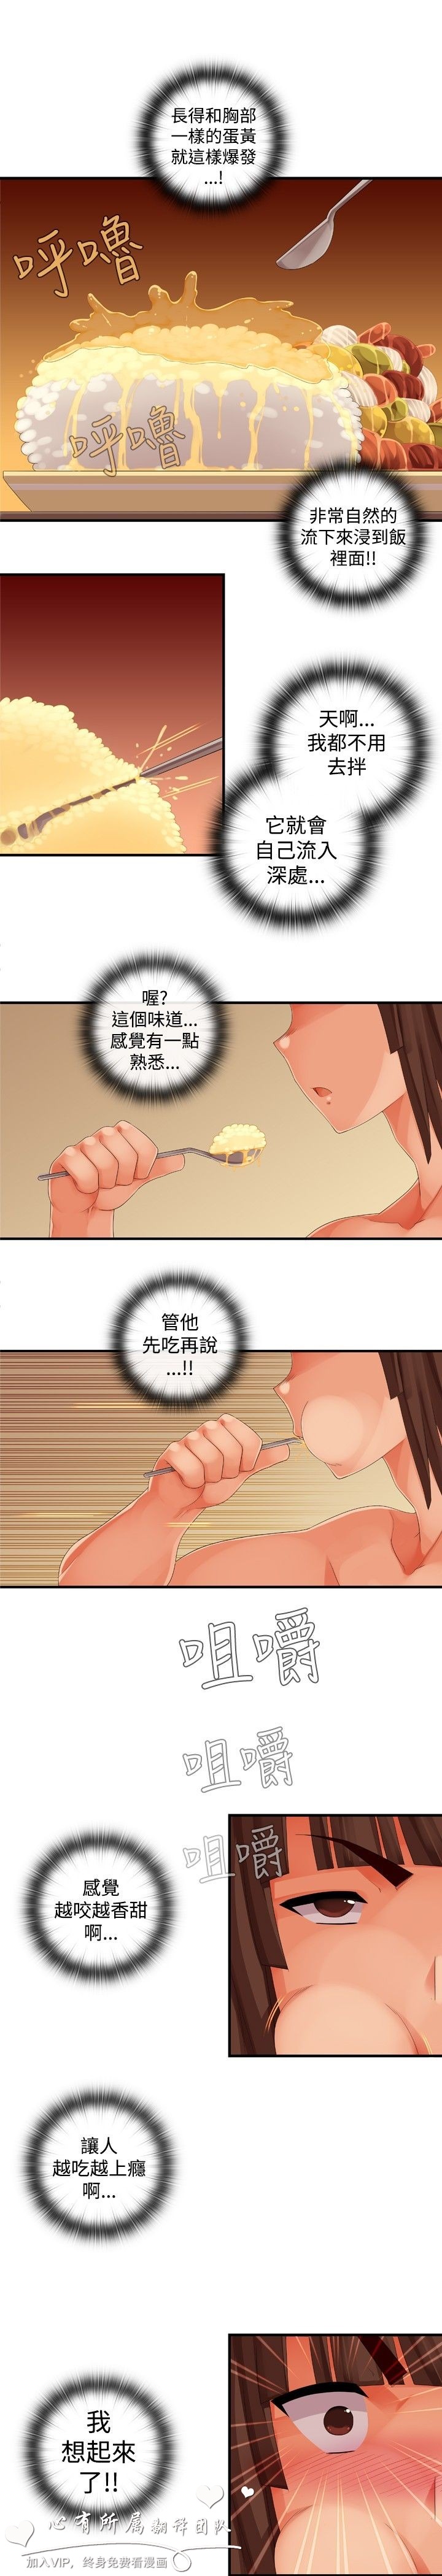 長得和胸部
一樣的蛋黃
就這樣爆發
...!
呼嚕
呼嚕
非常自然的
流下來浸到飯
裡面!!
天啊...
我都不用
去拌
它就會
自己流入
深處...
喔?
這個味道...
感覺有一點
熟悉...
管他
先吃再說
...!!
咀嚼
咀嚼
咀嚼
感覺
越咬越香甜
啊...
讓人
越吃越上癮
啊...
我
想起來
了!!
心有所属翻译团队
加入VIP，终身免费看漫画